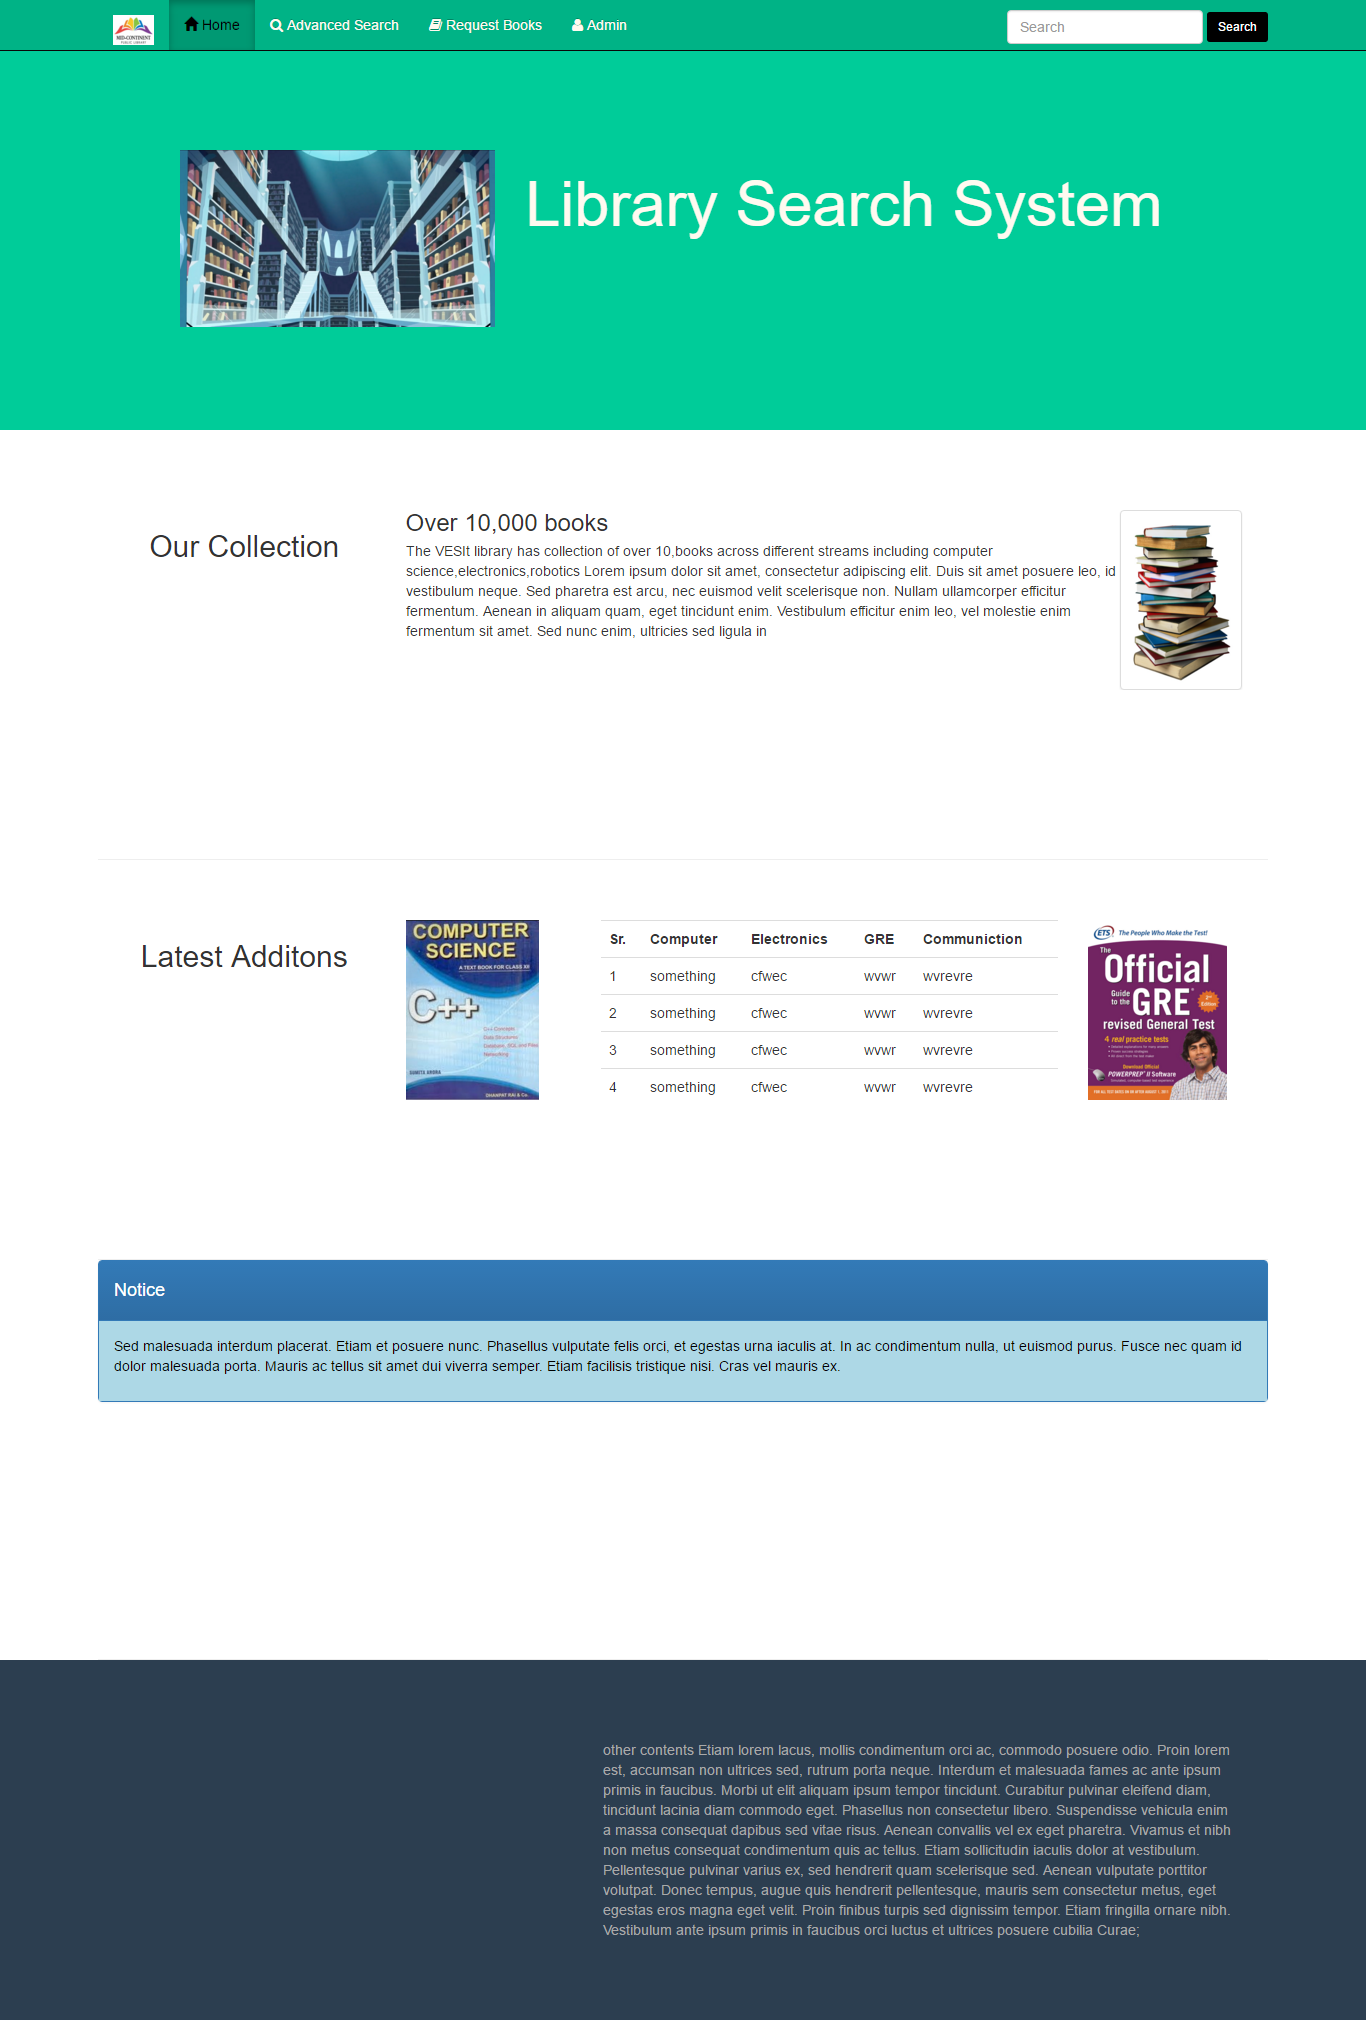 MID-CONTINENT
PUBLIC LIBRARY
Home
Advanced Search
Request Books
Admin
Search
Search
Library Search System
Our Collection
Over 10,000 books
The VESIt library has collection of over 10,books across different streams including computer
science,electronics,robotics Lorem ipsum dolor sit amet, consectetur adipiscing elit. Duis sit amet posuere leo, id
vestibulum neque. Sed pharetra est arcu, nec euismod velit scelerisque non. Nullam ullamcorper efficitur
fermentum. Aenean in aliquam quam, eget tincidunt enim. Vestibulum efficitur enim leo, vel molestie enim
fermentum sit amet. Sed nunc enim, ultricies sed ligula in
Latest Additons
COMPUTER
SCIENCE
A TEXT BOOK FOR CLASS XII
C++
C++ Concepts
Data Structures
Networking
SUMITA ARORA
DHANPAT RAI & Co.
Sr. Computer Electronics GRE Communiction
1 something cfwec wvwr wvrevre
2 something cfwec wvwr wvrevre
3 something cfwec wvwr wvrevre
4 something cfwec wvwr wvrevre
ETS The People Who Make the Test!
The
Official
Guide
to the
GRE
2nd
Edition
revised General Test
4 real practice tests
Download Official
POWERPREP II Software
Notice
Sed malesuada interdum placerat. Etiam et posuere nunc. Phasellus vulputate felis orci, et egestas urna iaculis at. In ac condimentum nulla, ut euismod purus. Fusce nec quam id
dolor malesuada porta. Mauris ac tellus sit amet dui viverra semper. Etiam facilisis tristique nisi. Cras vel mauris ex.
other contents Etiam lorem lacus, mollis condimentum orci ac, commodo posuere odio. Proin lorem
est, accumsan non ultrices sed, rutrum porta neque. Interdum et malesuada fames ac ante ipsum
primis in faucibus. Morbi ut elit aliquam ipsum tempor tincidunt. Curabitur pulvinar eleifend diam,
tincidunt lacinia diam commodo eget. Phasellus non consectetur libero. Suspendisse vehicula enim
a massa consequat dapibus sed vitae risus. Aenean convallis vel ex eget pharetra. Vivamus et nibh
non metus consequat condimentum quis ac tellus. Etiam sollicitudin iaculis dolor at vestibulum.
Pellentesque pulvinar varius ex, sed hendrerit quam scelerisque sed. Aenean vulputate porttitor
volutpat. Donec tempus, augue quis hendrerit pellentesque, mauris sem consectetur metus, eget
egestas eros magna eget velit. Proin finibus turpis sed dignissim tempor. Etiam fringilla ornare nibh.
Vestibulum ante ipsum primis in faucibus orci luctus et ultrices posuere cubilia Curae;